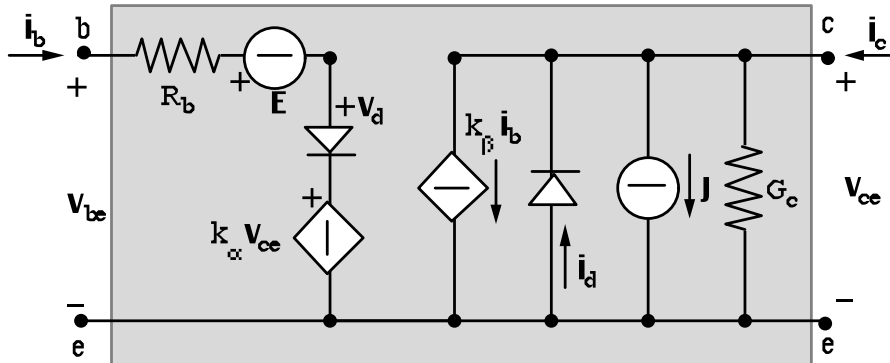 i_b b c i_c
+ + − + − +
R_b E
+ V_d
k_β i_b
+
V_be k_α V_ce i_d J G_c V_ce
− −
e e